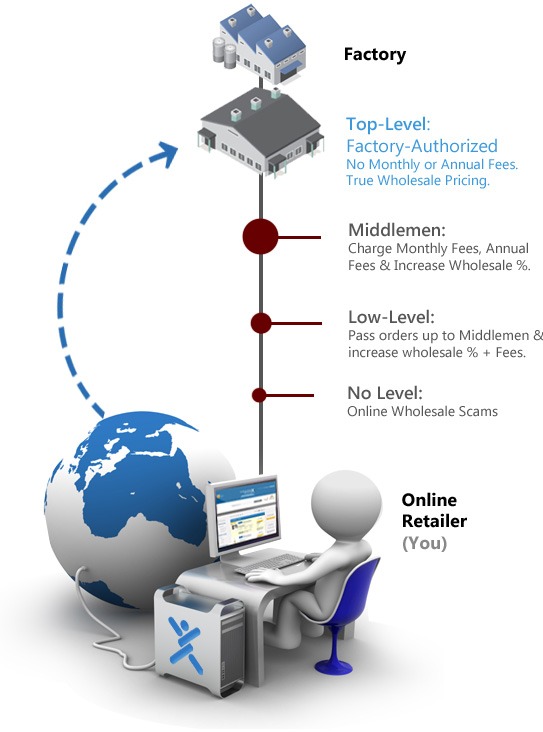 Factory
Top-Level:
Factory-Authorized
No Monthly or Annual Fees.
True Wholesale Pricing.
Middlemen:
Charge Monthly Fees, Annual
Fees & Increase Wholesale %.
Low-Level:
Pass orders up to Middlemen &
increase wholesale % + Fees.
No Level:
Online Wholesale Scams
Online
Retailer
(You)